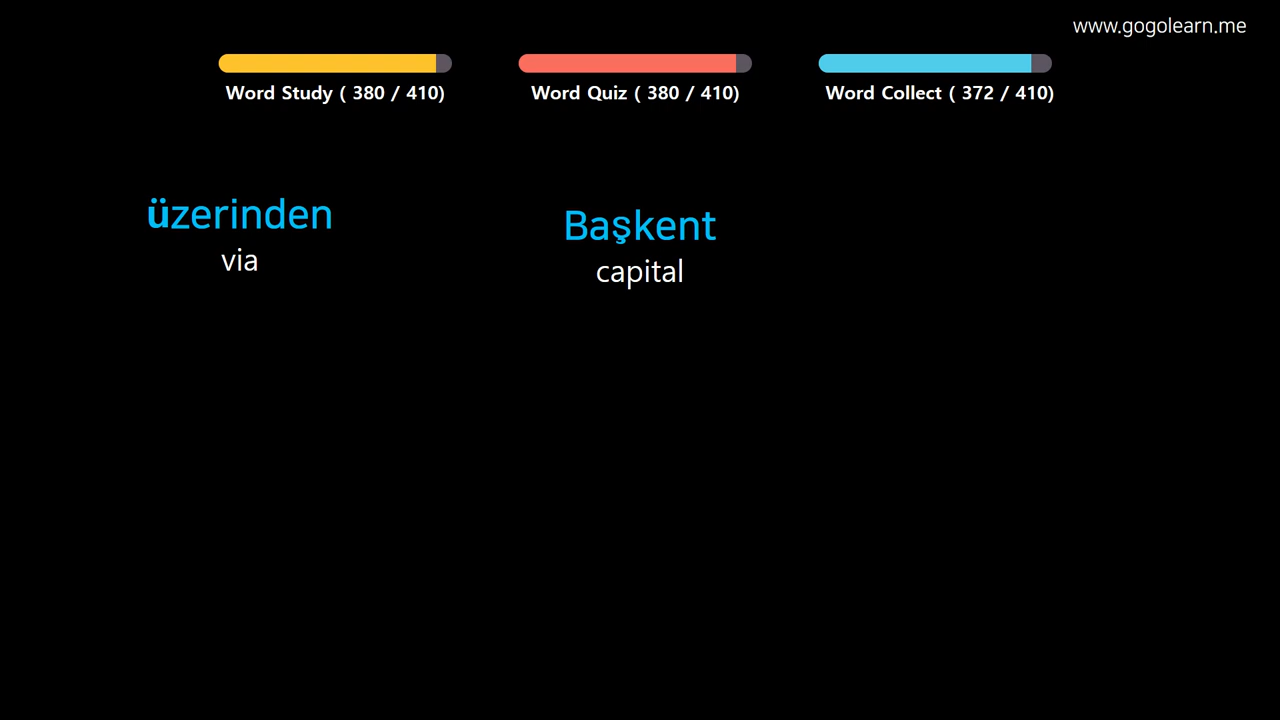 www.gogolearn.me
Word Study ( 380 / 410)
Word Quiz ( 380 / 410)
Word Collect ( 372 / 410)
üzerinden
via
Başkent
capital